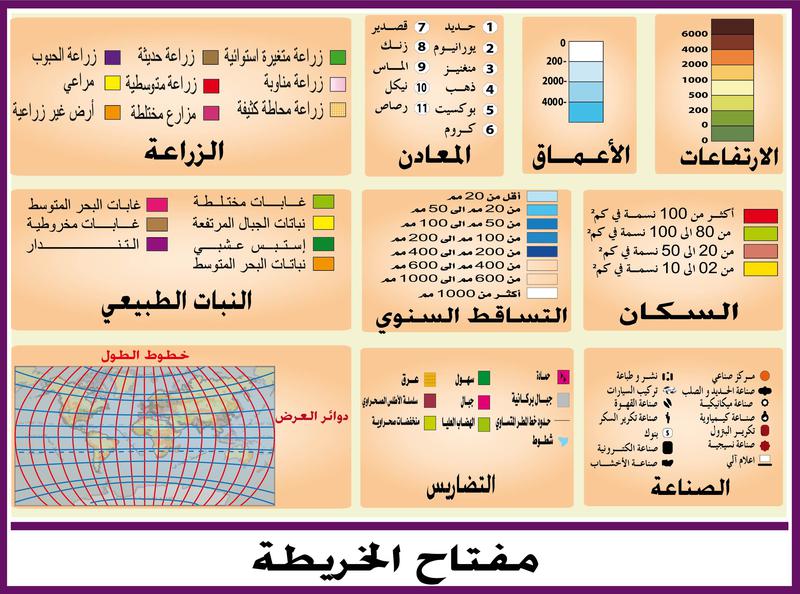 6000
4000
2000
1000
500
200
0
0
الارتفاعات
0
200-
2000-
4000-
الأعماق
1 حديد
2 يورانيوم
3 منغنيز
4 ذهب
5 بوكسيت
6 كروم
7 قصدير
8 زنك
9 الماس
10 نيكل
11 رصاص
المعادن
زراعة متغيرة استوائية
زراعة مناوبة
زراعة محاطة كثيفة
زراعة حديثة
زراعة متوسطية
مزارع مختلطة
زراعة الحبوب
مراعي
أرض غير زراعية
الزراعة
أكثر من 100 نسمة في كم²
من 80 الى 100 نسمة في كم²
من 20 الى 50 نسمة في كم²
من 02 الى 10 نسمة في كم²
السكان
أقل من 20 مم
من 20 مم الى 50 مم
من 50 مم الى 100 مم
من 100 مم الى 200 مم
من 200 مم الى 400 مم
من 400 مم الى 600 مم
من 600 مم الى 1000 مم
أكثر من 1000 مم
التساقط السنوي
غابات مختلطة
نباتات الجبال المرتفعة
إستبس عشبي
نباتات البحر المتوسط
غابات البحر المتوسط
غابات مخروطية
التندار
النبات الطبيعي
مركز صناعي
صناعة الحديد و الصلب
صناعة ميكانيكية
صناعة كيمياوية
تكرير البترول
صناعة نسيجية
اعلام آلي
نشر و طباعة
تركيب السيارات
صناعة القهوة
صناعة تكرير السكر
بنوك
صناعة الكترونية
صناعة الأخشاب
الصناعة
حمادة
جبال بركانية
حدود خط المطر المتساوي
شطوط
سهول
جبال
الهضاب العليا
عرق
سلسلة الأطلس الصحراوي
منخفضات صحراوية
التضاريس
خطوط الطول
دوائر العرض
مفتاح الخريطة